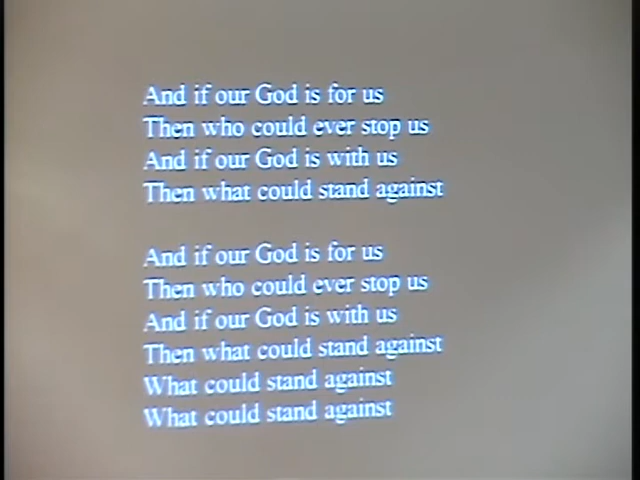 And if our God is for us
Then who could ever stop us
And if our God is with us
Then what could stand against
And if our God is for us
Then who could ever stop us
And if our God is with us
Then what could stand against
What could stand against
What could stand against